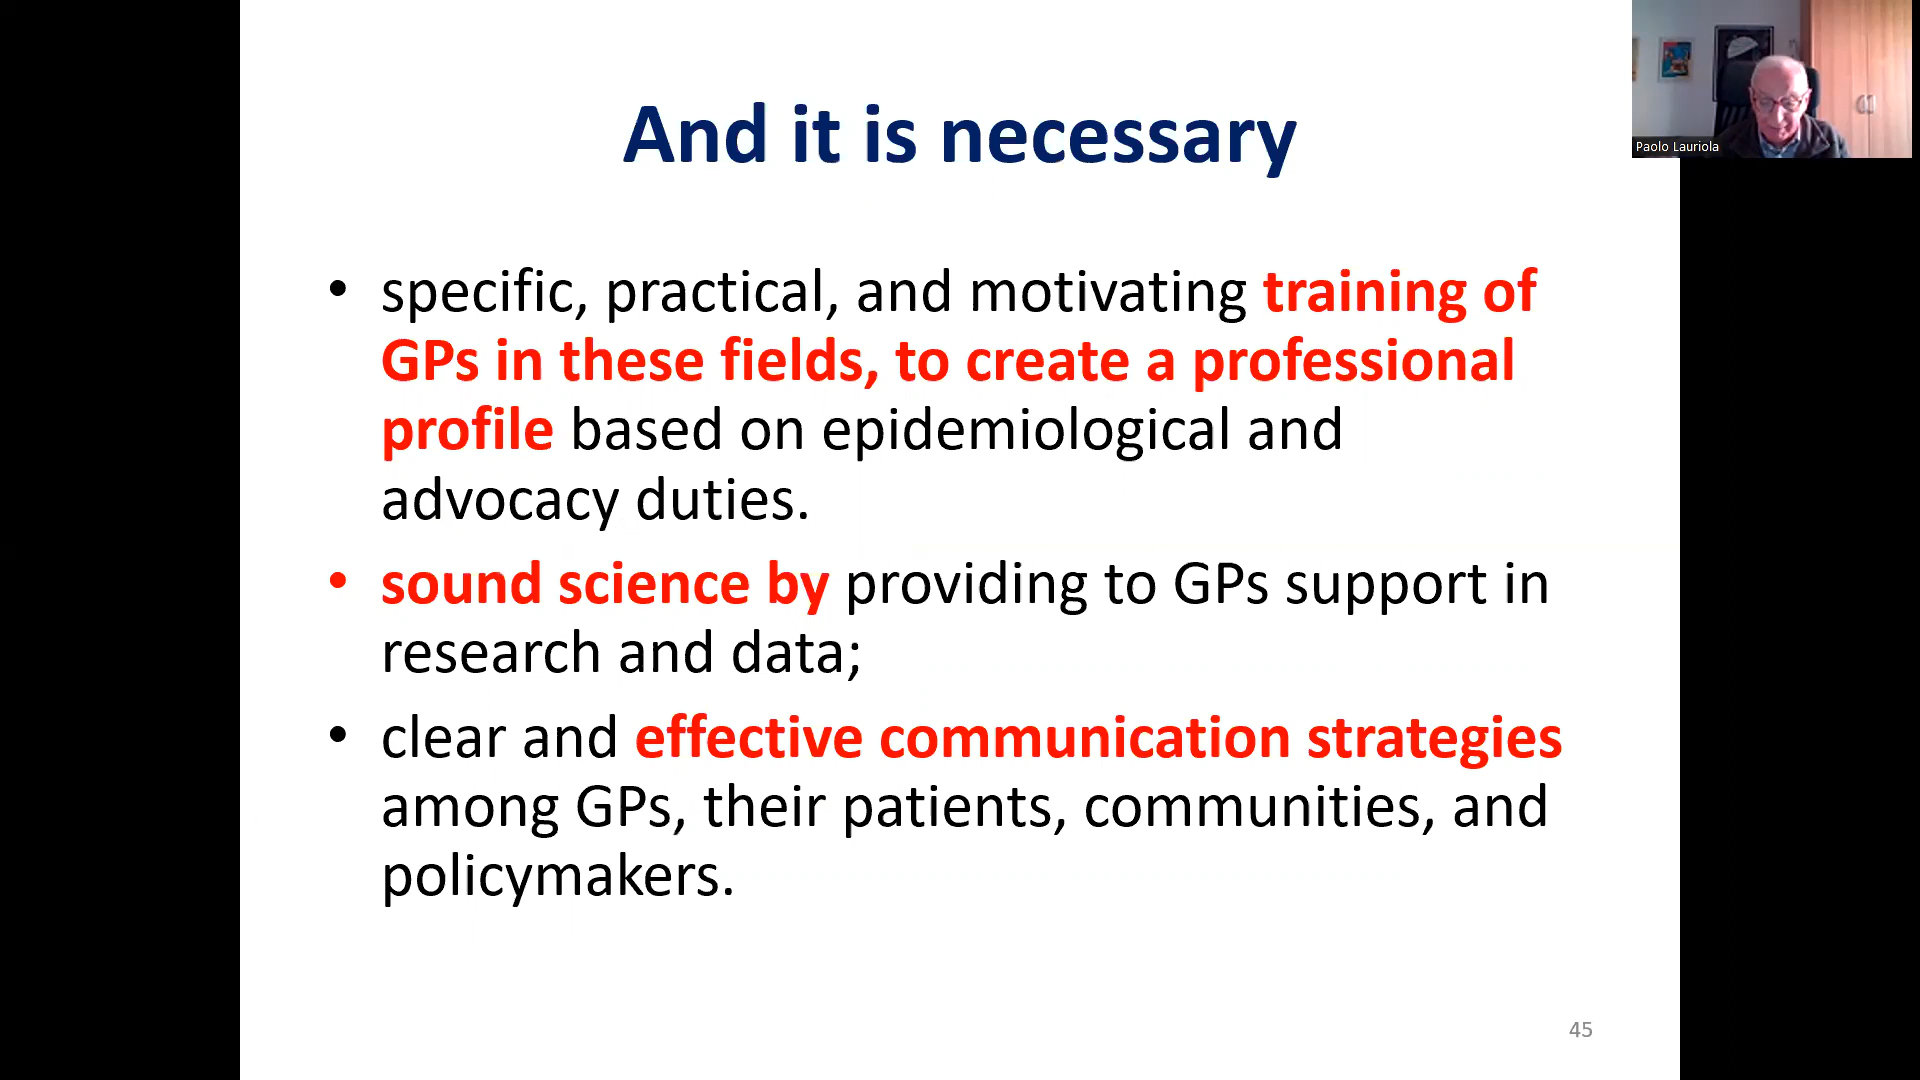 And it is necessary
Paolo Lauriola
• specific, practical, and motivating training of
GPs in these fields, to create a professional
profile based on epidemiological and
advocacy duties.
• sound science by providing to GPs support in
research and data;
• clear and effective communication strategies
among GPs, their patients, communities, and
policymakers.
45